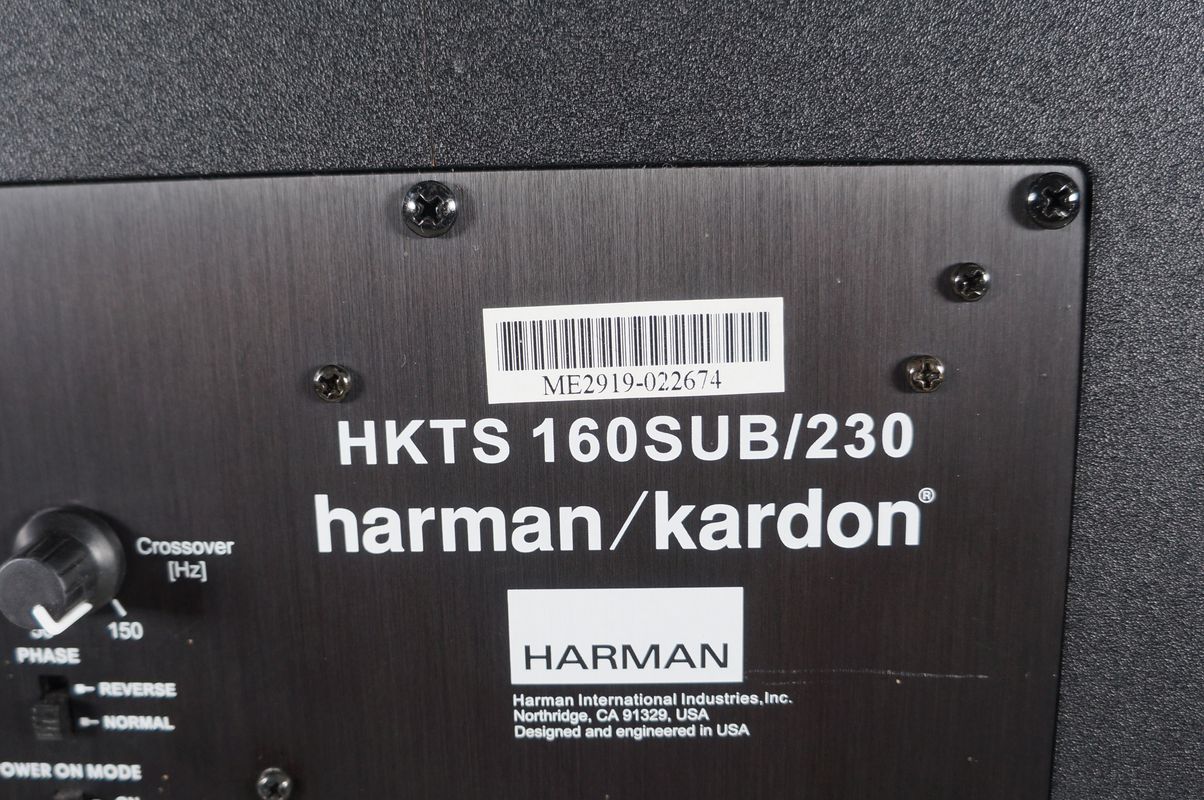 ME2919-022674
HKTS 160SUB/230
harman/kardon®
Crossover
[Hz]
150
PHASE
REVERSE
NORMAL
HARMAN
Harman International Industries, Inc.
Northridge, CA 91329, USA
Designed and engineered in USA
OWER ON MODE
ON